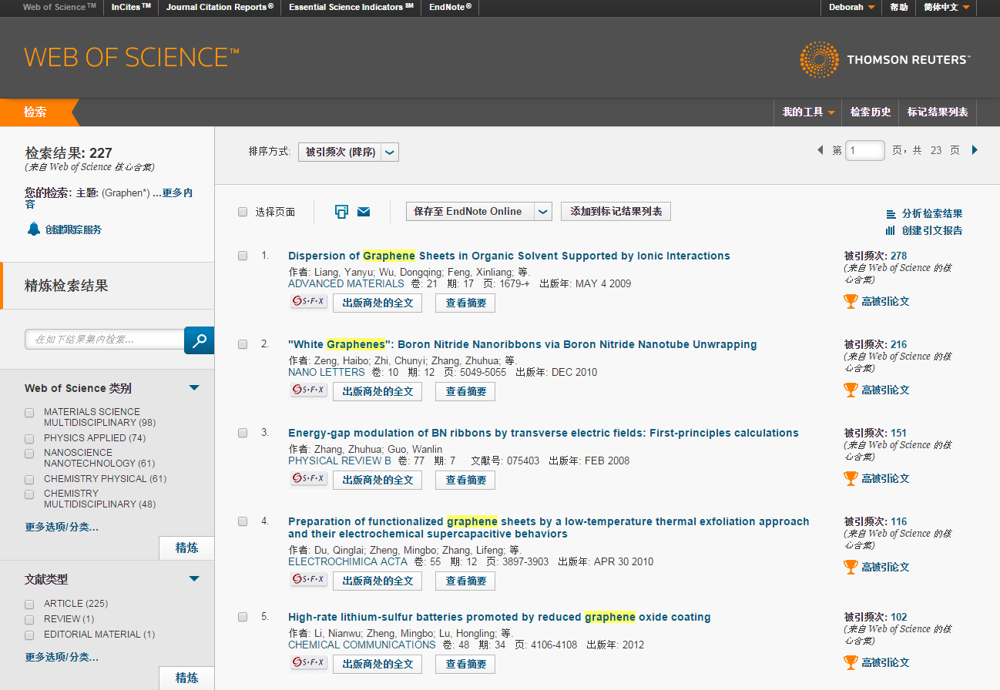 Web of Science™ InCites™ Journal Citation Reports® Essential Science Indicators℠ EndNote® Deborah 帮助 简体中文
WEB OF SCIENCE™
THOMSON REUTERS™
检索 我的工具 检索历史 标记结果列表
检索结果: 227
(来自 Web of Science 核心合集)
您的检索: 主题: (Graphen*) ...更多内
容
创建跟踪服务
精炼检索结果
在如下结果集内检索...
Web of Science 类别
MATERIALS SCIENCE
MULTIDISCIPLINARY (98)
PHYSICS APPLIED (74)
NANOSCIENCE
NANOTECHNOLOGY (61)
CHEMISTRY PHYSICAL (61)
CHEMISTRY
MULTIDISCIPLINARY (48)
更多选项/分类...
精炼
文献类型
ARTICLE (225)
REVIEW (1)
EDITORIAL MATERIAL (1)
更多选项/分类...
精炼
排序方式: 被引频次 (降序) 第 1 页，共 23 页
选择页面 保存至 EndNote Online 添加到标记结果列表
分析检索结果
创建引文报告
1. Dispersion of Graphene Sheets in Organic Solvent Supported by Ionic Interactions
作者: Liang, Yanyu; Wu, Dongqing; Feng, Xinliang; 等.
ADVANCED MATERIALS 卷: 21 期: 17 页: 1679-+ 出版年: MAY 4 2009
S·F·X 出版商处的全文 查看摘要
被引频次: 278
(来自 Web of Science 的核
心合集)
高被引论文
2. "White Graphenes": Boron Nitride Nanoribbons via Boron Nitride Nanotube Unwrapping
作者: Zeng, Haibo; Zhi, Chunyi; Zhang, Zhuhua; 等.
NANO LETTERS 卷: 10 期: 12 页: 5049-5055 出版年: DEC 2010
S·F·X 出版商处的全文 查看摘要
被引频次: 216
(来自 Web of Science 的核
心合集)
高被引论文
3. Energy-gap modulation of BN ribbons by transverse electric fields: First-principles calculations
作者: Zhang, Zhuhua; Guo, Wanlin
PHYSICAL REVIEW B 卷: 77 期: 7 文献号: 075403 出版年: FEB 2008
S·F·X 出版商处的全文 查看摘要
被引频次: 151
(来自 Web of Science 的核
心合集)
高被引论文
4. Preparation of functionalized graphene sheets by a low-temperature thermal exfoliation approach
and their electrochemical supercapacitive behaviors
作者: Du, Qinglai; Zheng, Mingbo; Zhang, Lifeng; 等.
ELECTROCHIMICA ACTA 卷: 55 期: 12 页: 3897-3903 出版年: APR 30 2010
S·F·X 出版商处的全文 查看摘要
被引频次: 116
(来自 Web of Science 的核
心合集)
高被引论文
5. High-rate lithium-sulfur batteries promoted by reduced graphene oxide coating
作者: Li, Nianwu; Zheng, Mingbo; Lu, Hongling; 等.
CHEMICAL COMMUNICATIONS 卷: 48 期: 34 页: 4106-4108 出版年: 2012
S·F·X 出版商处的全文 查看摘要
被引频次: 102
(来自 Web of Science 的核
心合集)
高被引论文